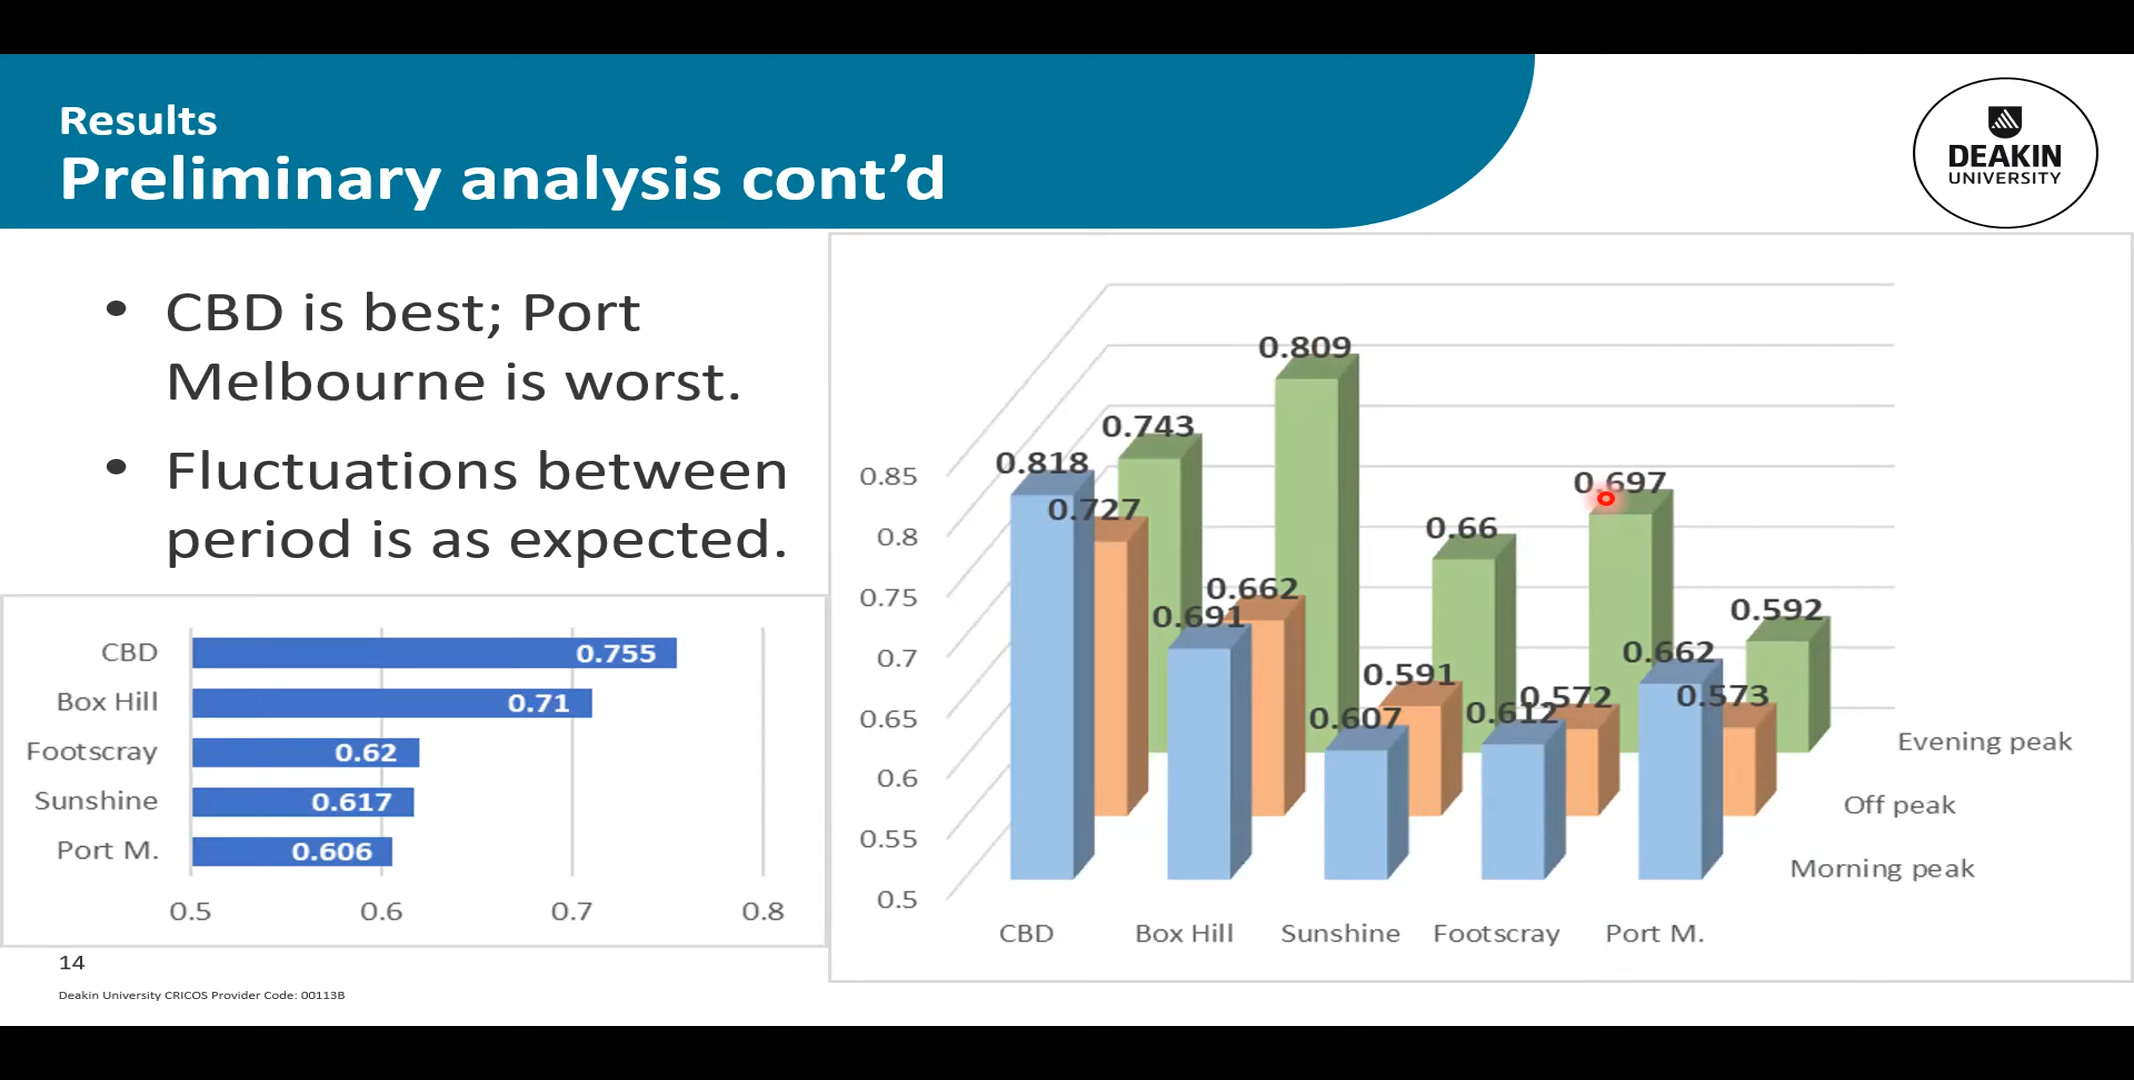 Results
Preliminary analysis cont’d
DEAKIN
UNIVERSITY
• CBD is best; Port
Melbourne is worst.
• Fluctuations between
period is as expected.
CBD 0.755
Box Hill 0.71
Footscray 0.62
Sunshine 0.617
Port M. 0.606
0.5 0.6 0.7 0.8
0.809
0.743
0.818
0.697
0.727
0.66
0.662
0.691
0.592
0.662
0.591
0.572
0.573
0.607
0.612
0.85
0.8
0.75
0.7
0.65
0.6
0.55
0.5
Evening peak
Off peak
Morning peak
CBD Box Hill Sunshine Footscray Port M.
14
Deakin University CRICOS Provider Code: 00113B